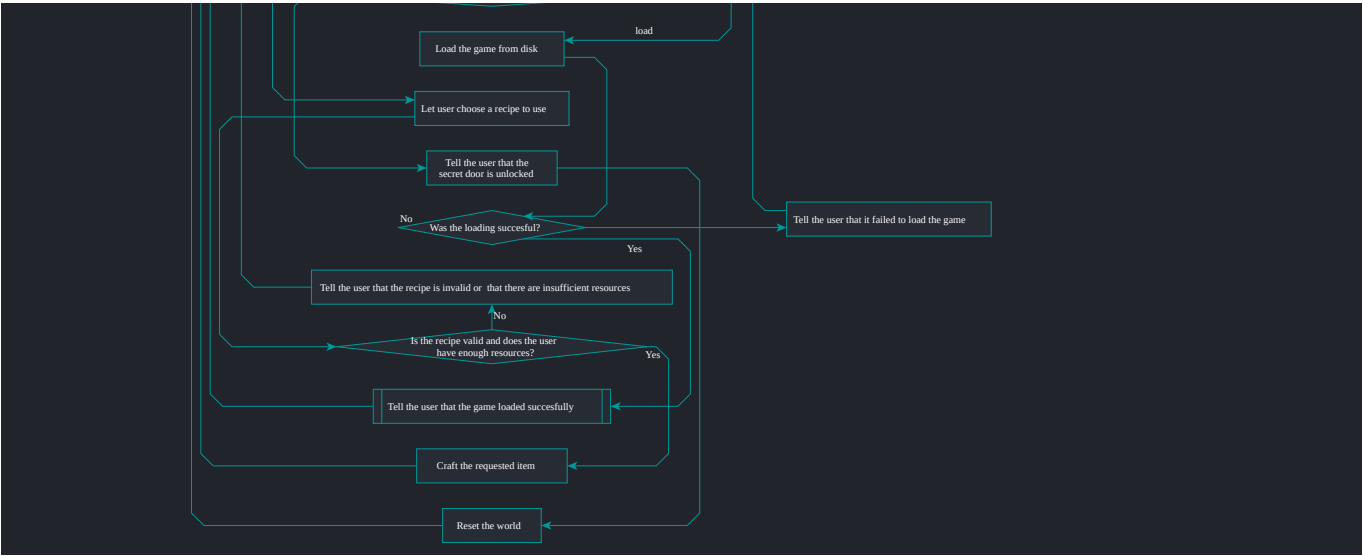 load
Load the game from disk
Let user choose a recipe to use
Tell the user that the
secret door is unlocked
No
Was the loading succesful?
Tell the user that it failed to load the game
Yes
Tell the user that the recipe is invalid or  that there are insufficient resources
No
Is the recipe valid and does the user
have enough resources?
Yes
Tell the user that the game loaded succesfully
Craft the requested item
Reset the world